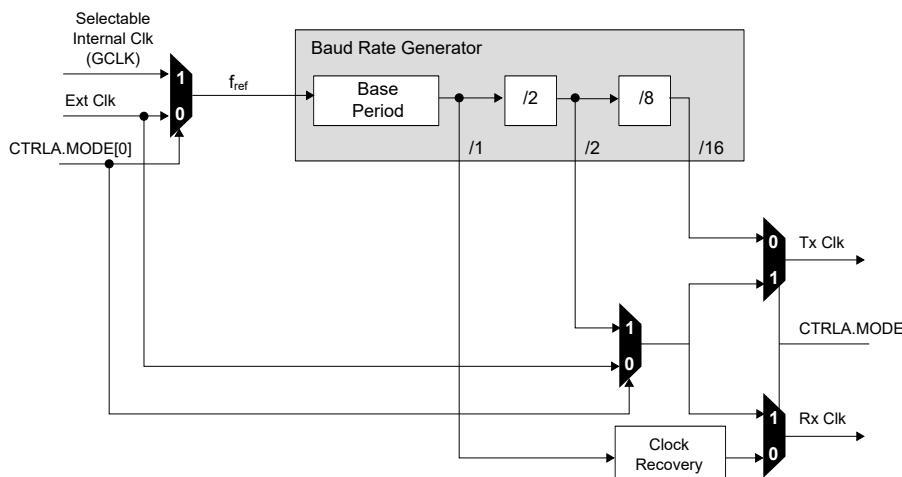 Selectable
Internal Clk
(GCLK)
Baud Rate Generator
1
f_ref
Base
Period
/2
/8
Ext Clk
0
CTRLA.MODE[0]
/1
/2
/16
0
Tx Clk
1
1
CTRLA.MODE
0
1
Rx Clk
Clock
Recovery
0